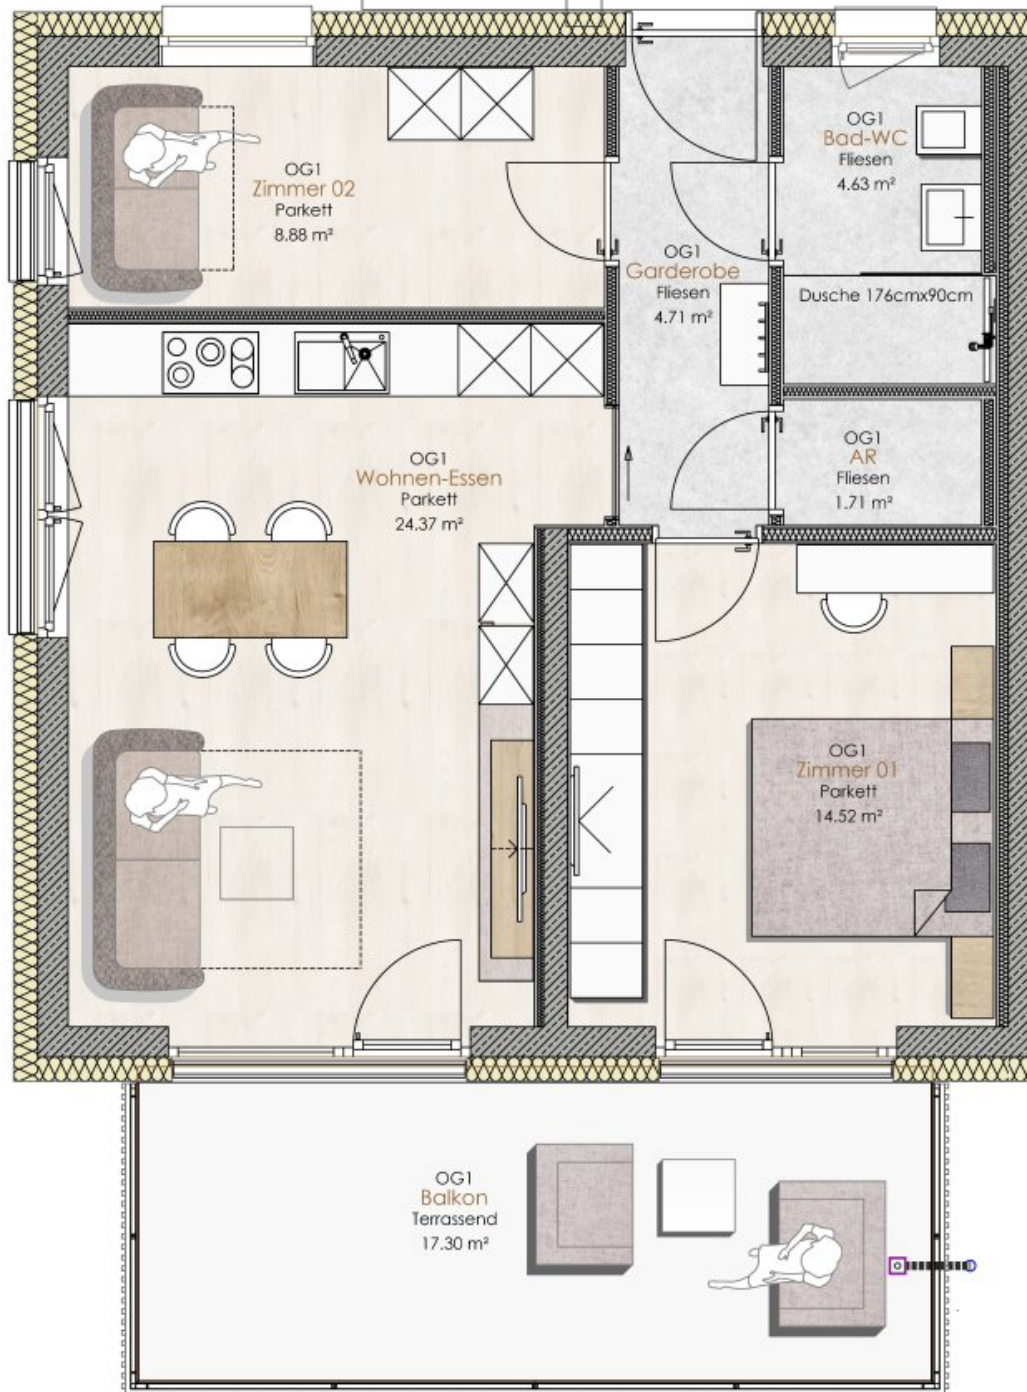 OG1
Zimmer 02
Parkett
8.88 m²
OG1
Bad-WC
Fliesen
4.63 m²
OG1
Garderobe
Fliesen
4.71 m²
Dusche 176cmx90cm
OG1
Wohnen-Essen
Parkett
24.37 m²
OG1
AR
Fliesen
1.71 m²
OG1
Zimmer 01
Parkett
14.52 m²
OG1
Balkon
Terrassend
17.30 m²